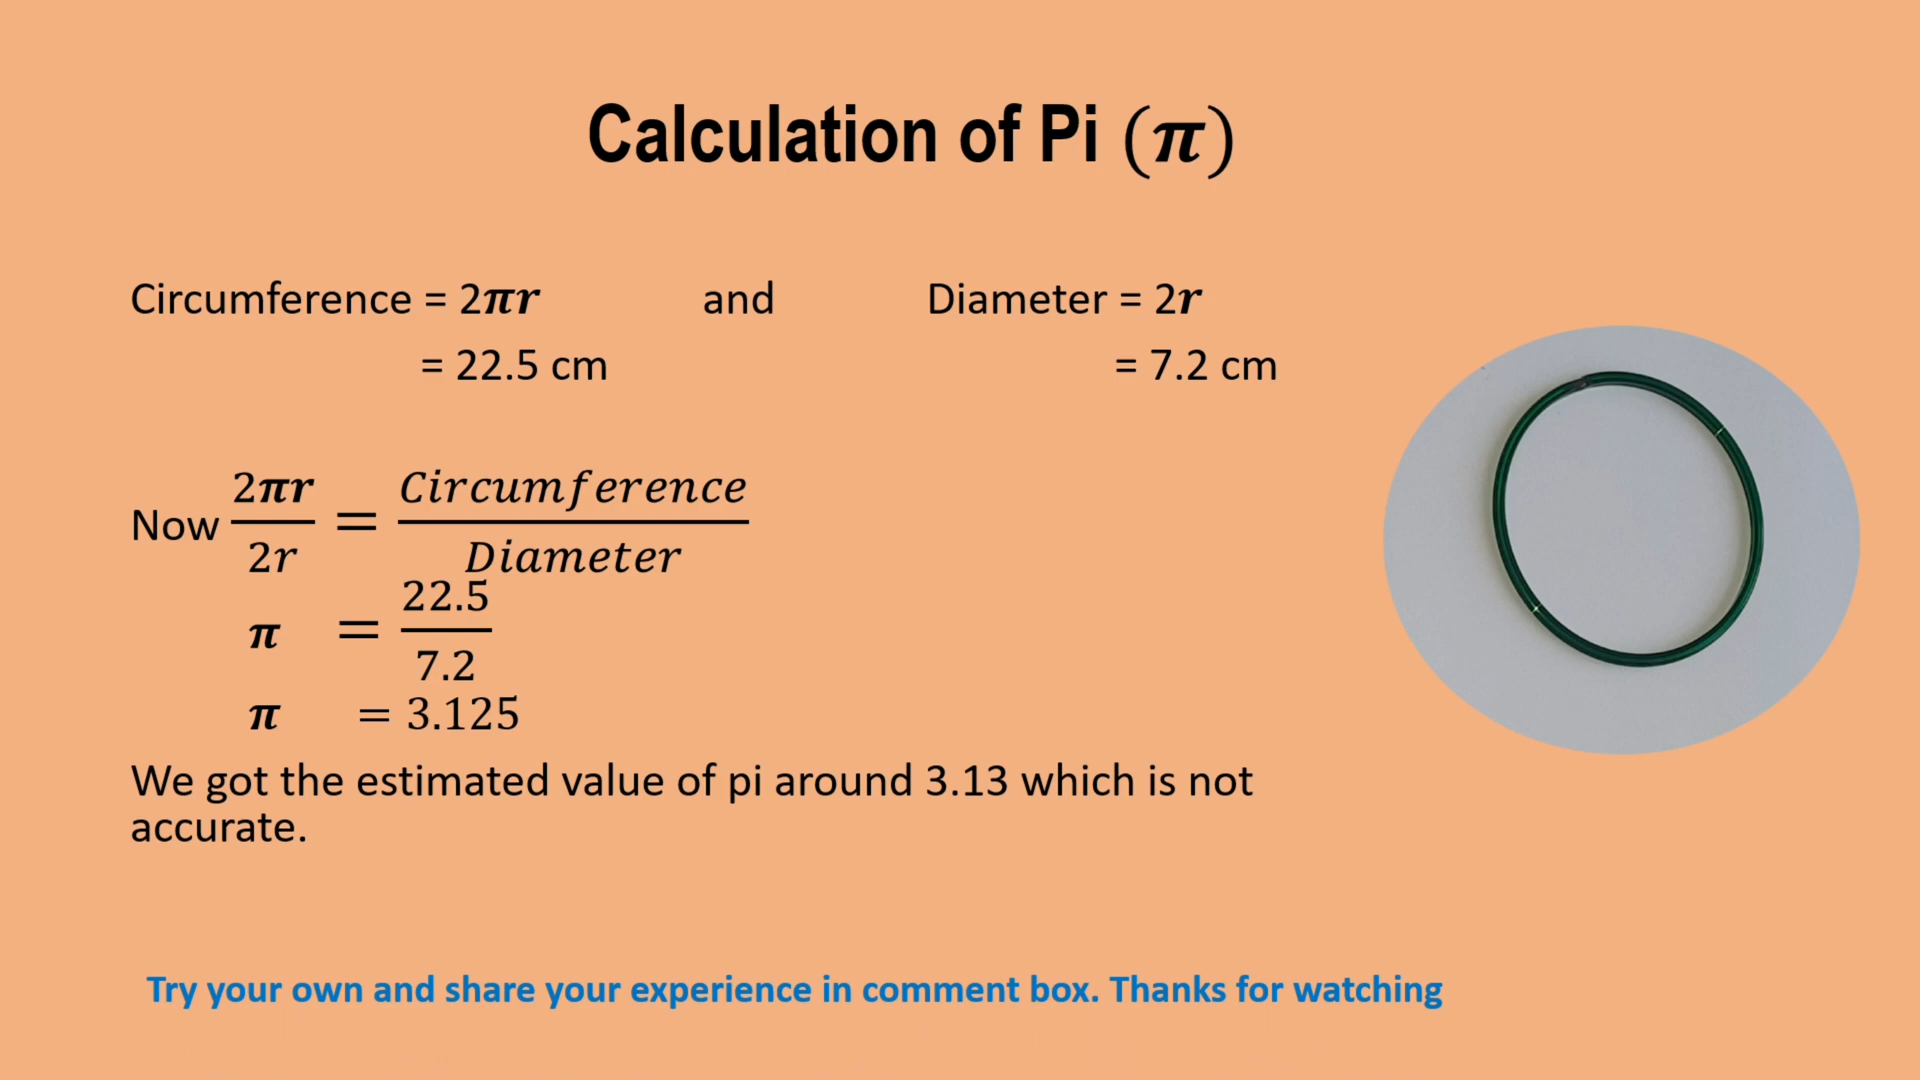 Calculation of Pi (π)
Circumference = 2πr and Diameter = 2r
= 22.5 cm = 7.2 cm
Now 2πr/2r = Circumference/Diameter
π = 22.5/7.2
π = 3.125
We got the estimated value of pi around 3.13 which is not
accurate.
Try your own and share your experience in comment box. Thanks for watching